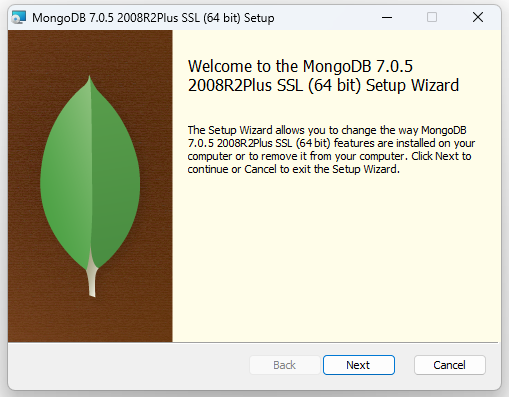 MongoDB 7.0.5 2008R2Plus SSL (64 bit) Setup
Welcome to the MongoDB 7.0.5
2008R2Plus SSL (64 bit) Setup Wizard
The Setup Wizard allows you to change the way MongoDB
7.0.5 2008R2Plus SSL (64 bit) features are installed on your
computer or to remove it from your computer. Click Next to
continue or Cancel to exit the Setup Wizard.
Back
Next
Cancel